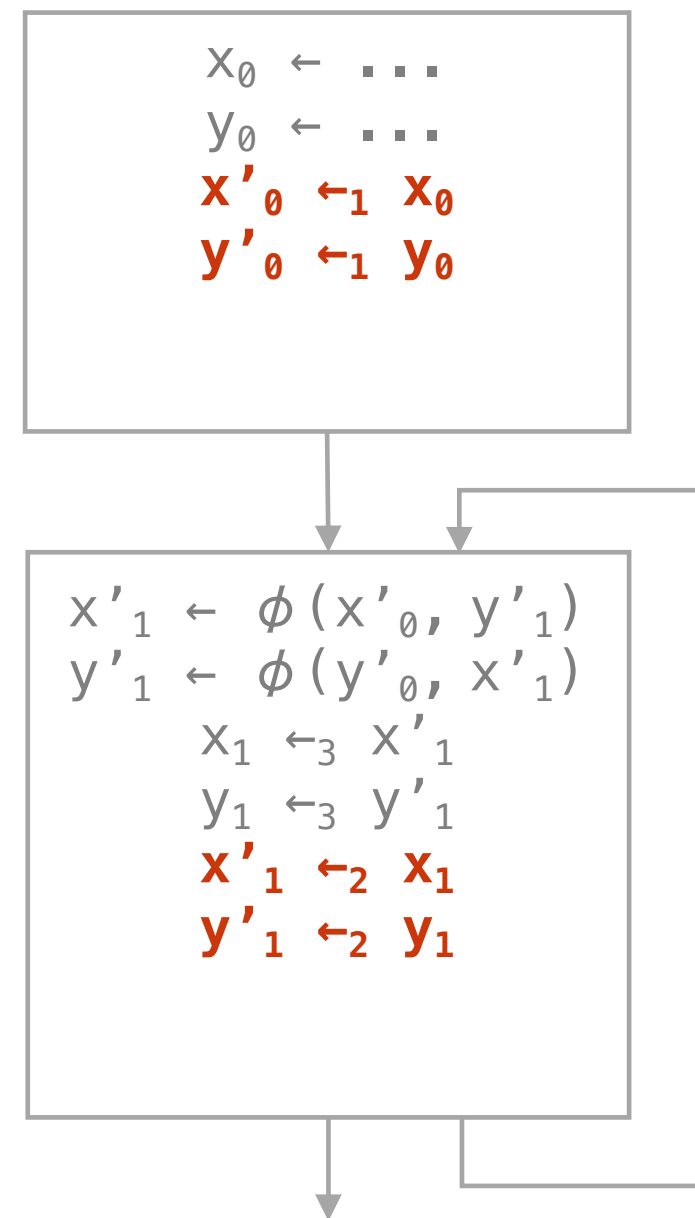 x₀ ← ...
y₀ ← ...
x’₀ ←₁ x₀
y’₀ ←₁ y₀
x’₁ ← ϕ(x’₀, y’₁)
y’₁ ← ϕ(y’₀, x’₁)
x₁ ←₃ x’₁
y₁ ←₃ y’₁
x’₁ ←₂ x₁
y’₁ ←₂ y₁